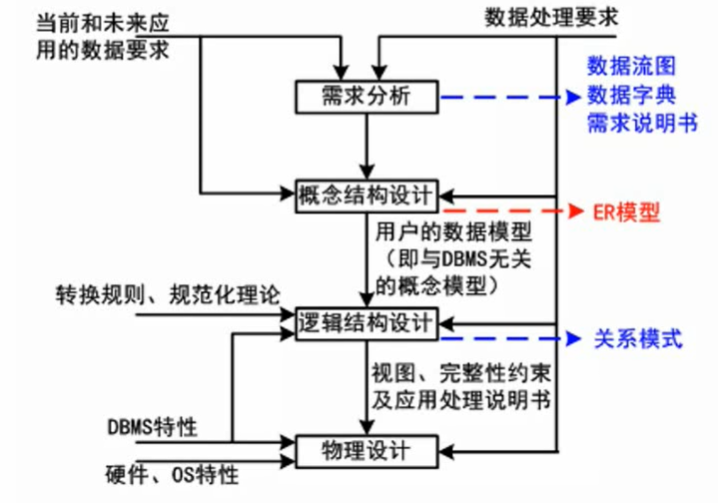 当前和未来应
用的数据要求
数据处理要求
需求分析
数据流图
数据字典
需求说明书
概念结构设计
ER模型
用户的数据模型
（即与DBMS无关
的概念模型）
转换规则、规范化理论
逻辑结构设计
关系模式
视图、完整性约束
及应用处理说明书
DBMS特性
物理设计
硬件、OS特性